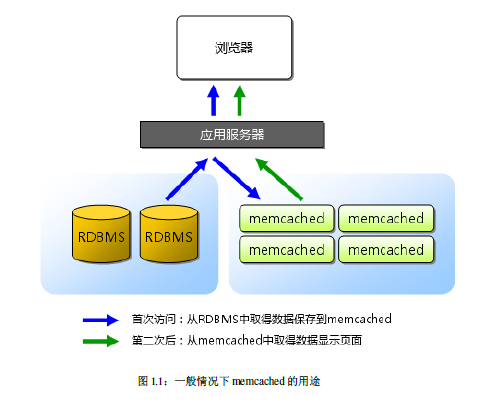 浏览器
应用服务器
RDBMS RDBMS
memcached memcached
memcached memcached
首次访问：从RDBMS中取得数据保存到memcached
第二次后：从memcached中取得数据显示页面
图 1.1：一般情况下 memcached 的用途